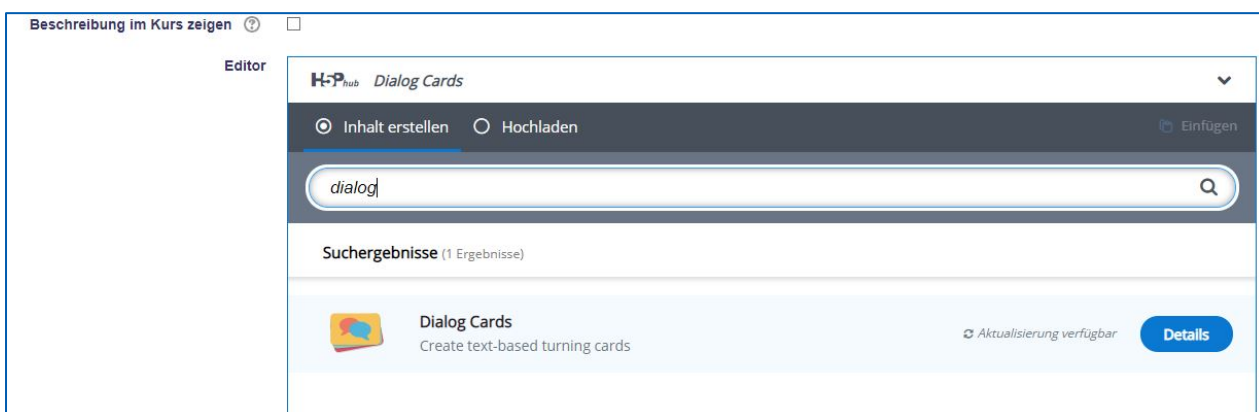 Beschreibung im Kurs zeigen ?
Editor
H5P hub Dialog Cards
Inhalt erstellen Hochladen Einfügen
dialog
Suchergebnisse (1 Ergebnisse)
Dialog Cards
Create text-based turning cards
Aktualisierung verfügbar
Details